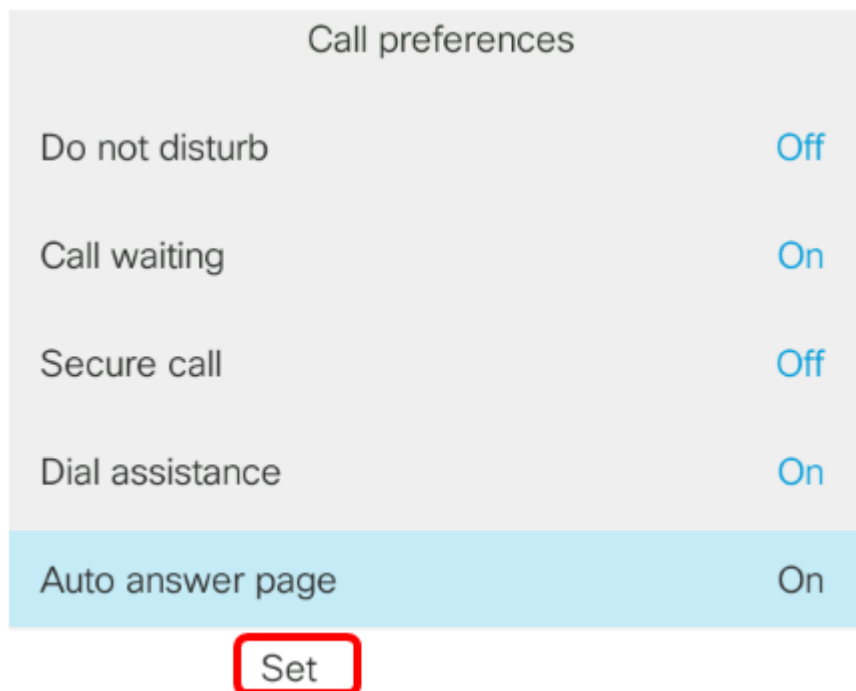 Call preferences
Do not disturb Off
Call waiting On
Secure call Off
Dial assistance On
Auto answer page On
Set